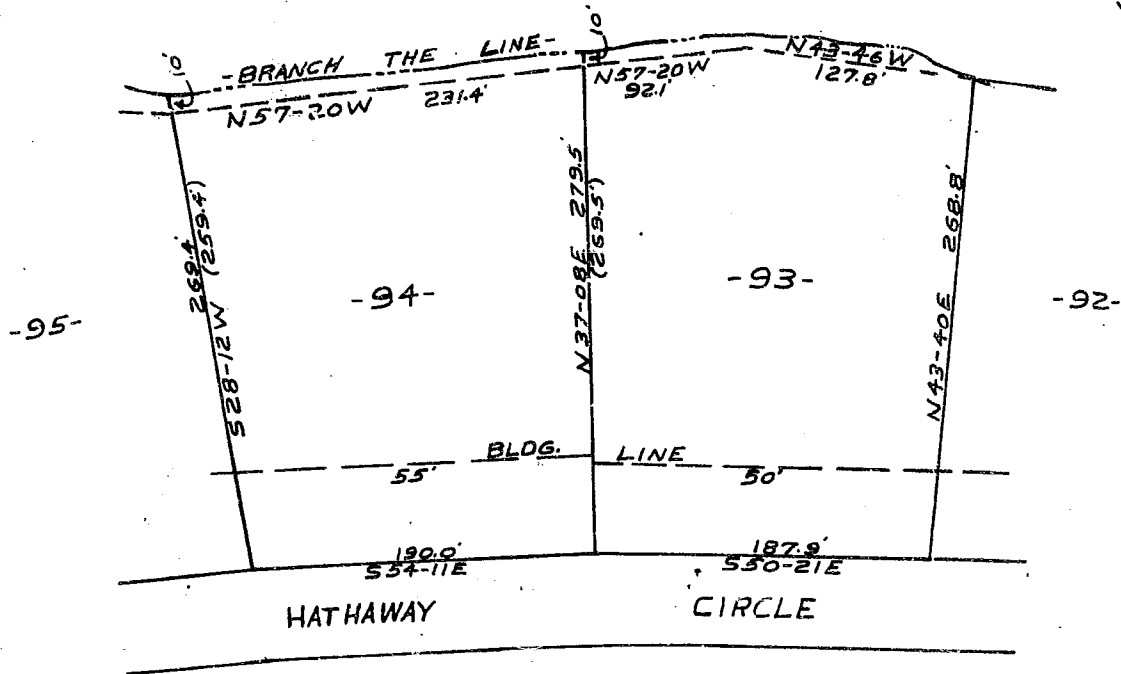 10'
10'
-BRANCH THE LINE-
N43-46W
127.8'
N57-20W
92.1'
N57-20W
231.4'
269.4'
(259.4')
S28-12W
N37-08E 279.5'
(269.5')
N43-40E 268.8'
-95-
-94-
-93-
-92-
BLDG. LINE
55'
50'
190.0'
S54-11E
187.9'
S50-21E
HATHAWAY CIRCLE